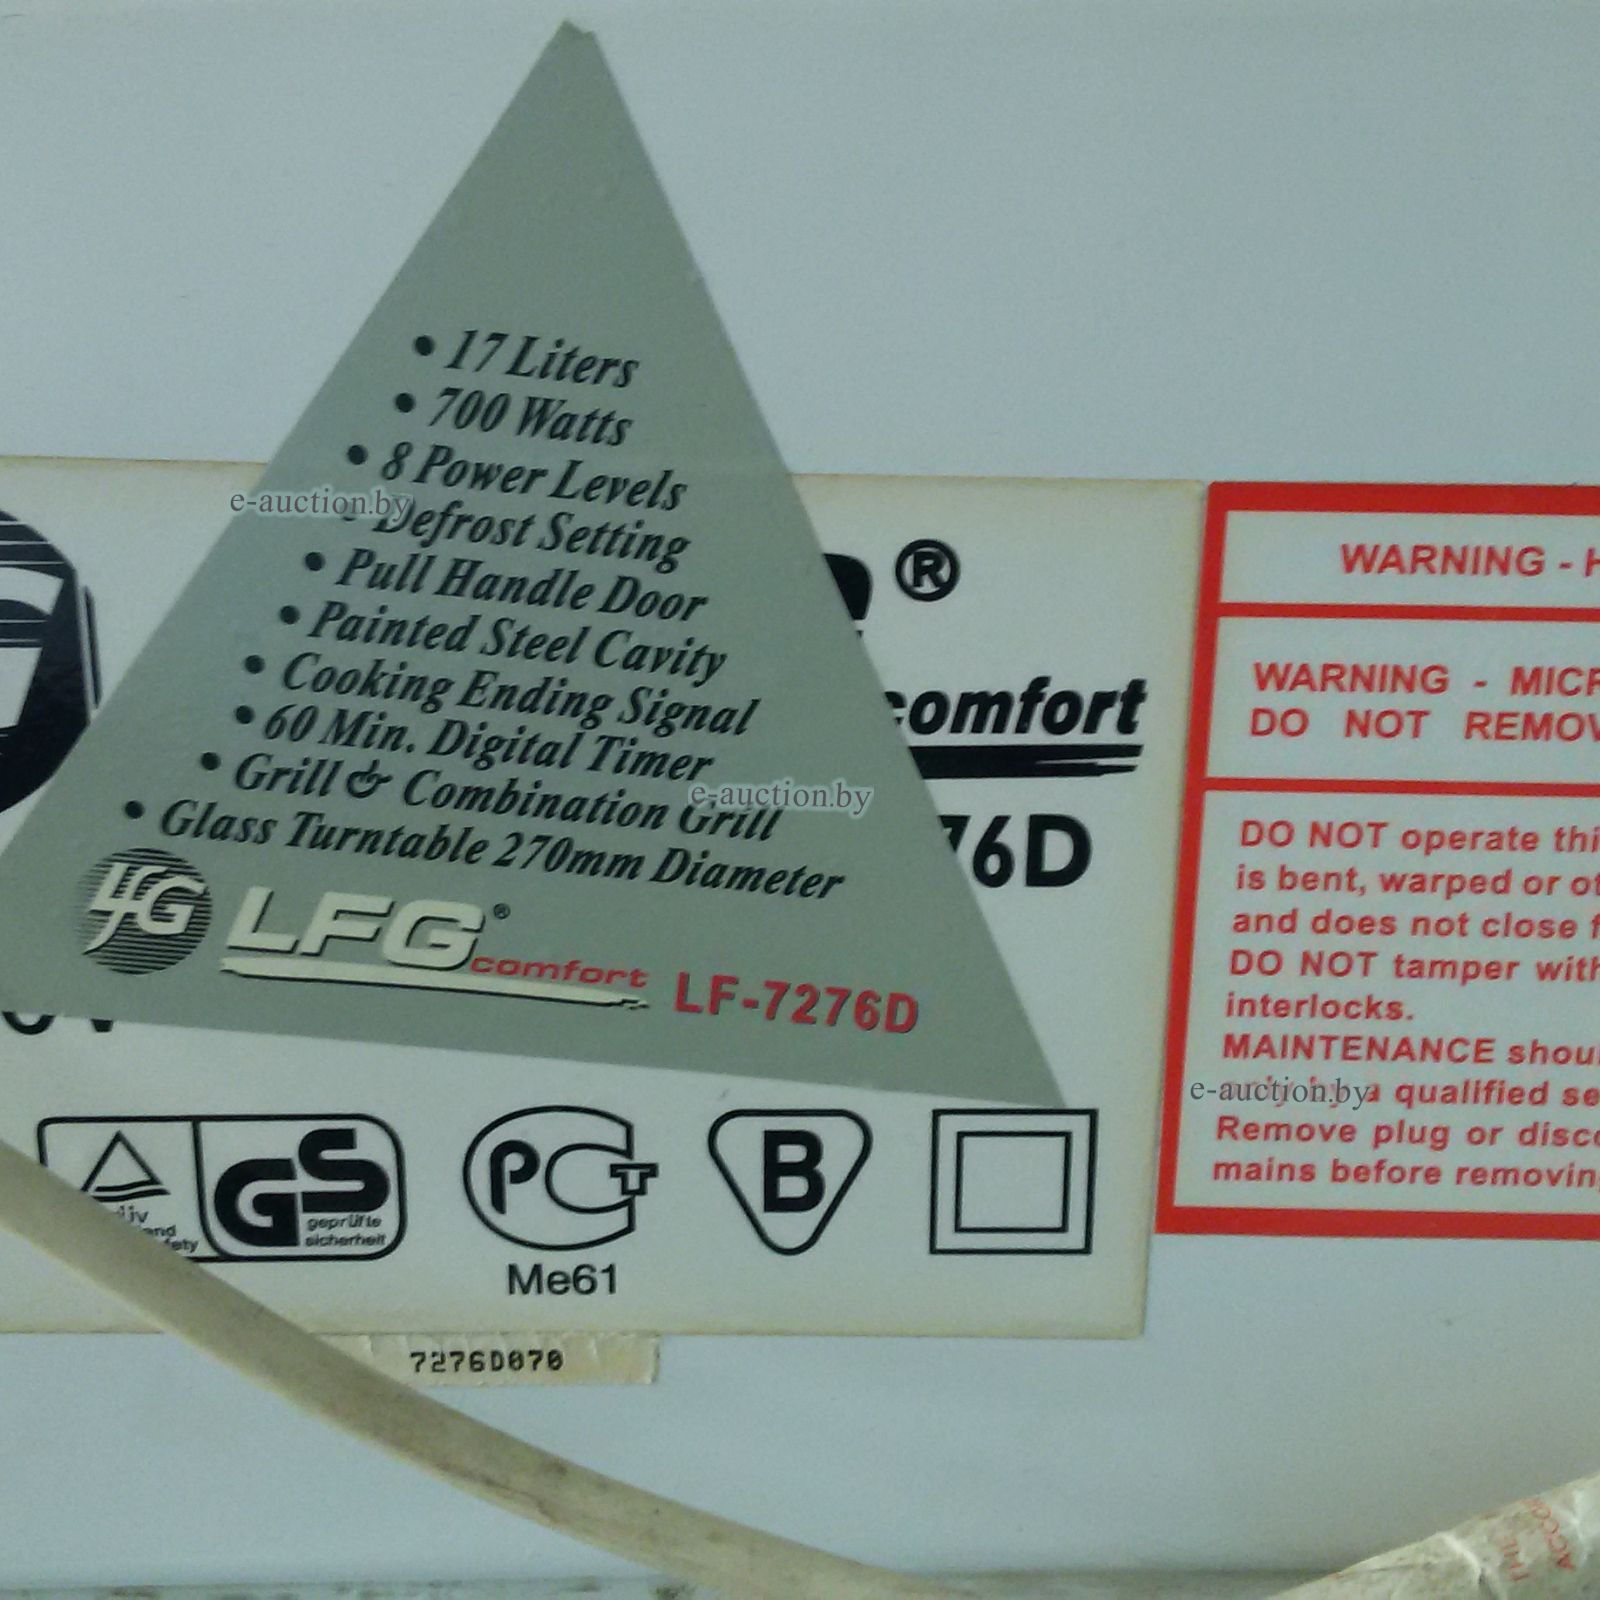 • 17 Liters
• 700 Watts
• 8 Power Levels
• Defrost Setting
• Pull Handle Door
• Painted Steel Cavity
• Cooking Ending Signal
• 60 Min. Digital Timer
• Grill & Combination Grill
• Glass Turntable 270mm Diameter
LFG LFG® comfort LF-7276D
®
comfort
76D
GS
geprüfte
sicherheit
PCT
Me61
B
7276D070
WARNING - H
WARNING - MICR
DO NOT REMOV
DO NOT operate thi
is bent, warped or ot
and does not close f
DO NOT tamper with
interlocks.
MAINTENANCE shoul
by a qualified se
Remove plug or disco
mains before removing
e-auction.by
e-auction.by
e-auction.by